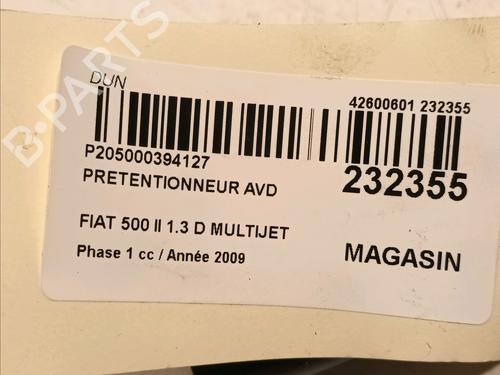 B-PARTS
DUN
42600601 232355
P205000394127
PRETENTIONNEUR AVD
232355
FIAT 500 II 1.3 D MULTIJET
Phase 1 cc / Année 2009
MAGASIN